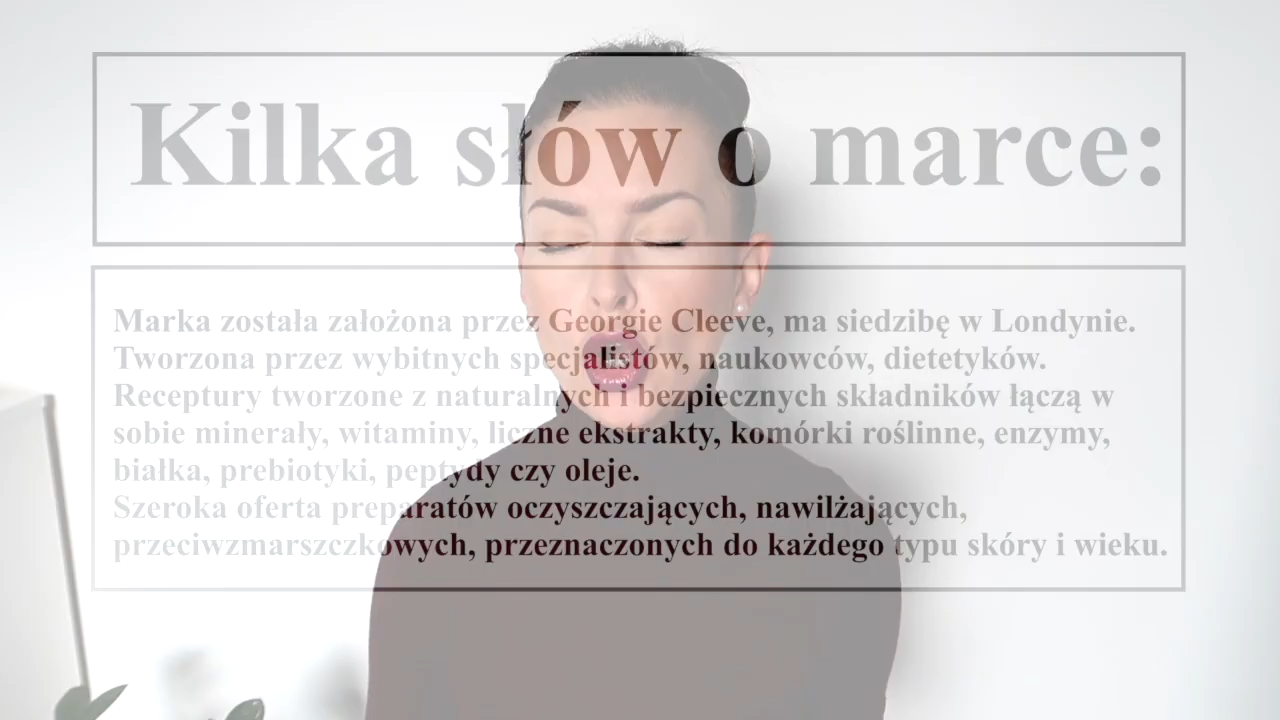 Kilka słów o marce:
Marka została założona przez Georgie Cleeve, ma siedzibę w Londynie.
Tworzona przez wybitnych specjalistów, naukowców, dietetyków.
Receptury tworzone z naturalnych i bezpiecznych składników łączą w
sobie minerały, witaminy, liczne ekstrakty, komórki roślinne, enzymy,
białka, prebiotyki, peptydy czy oleje.
Szeroka oferta preparatów oczyszczających, nawilżających,
przeciwzmarszczkowych, przeznaczonych do każdego typu skóry i wieku.